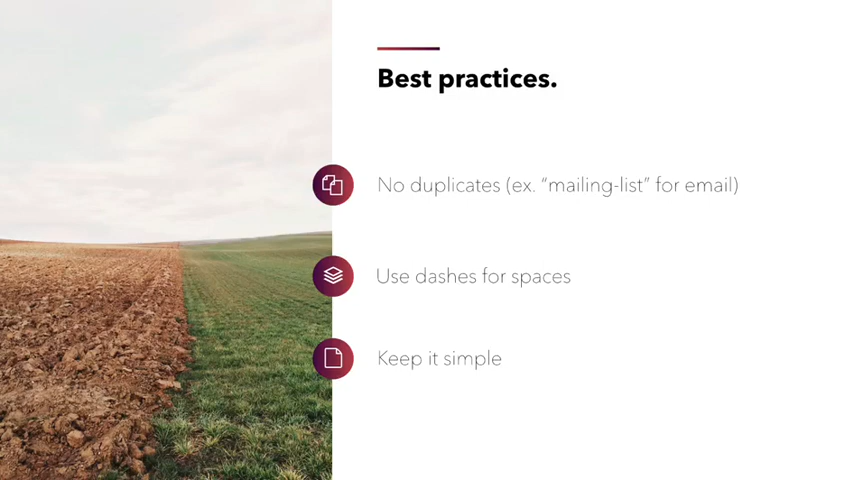 Best practices.
No duplicates (ex. “mailing-list” for email)
Use dashes for spaces
Keep it simple